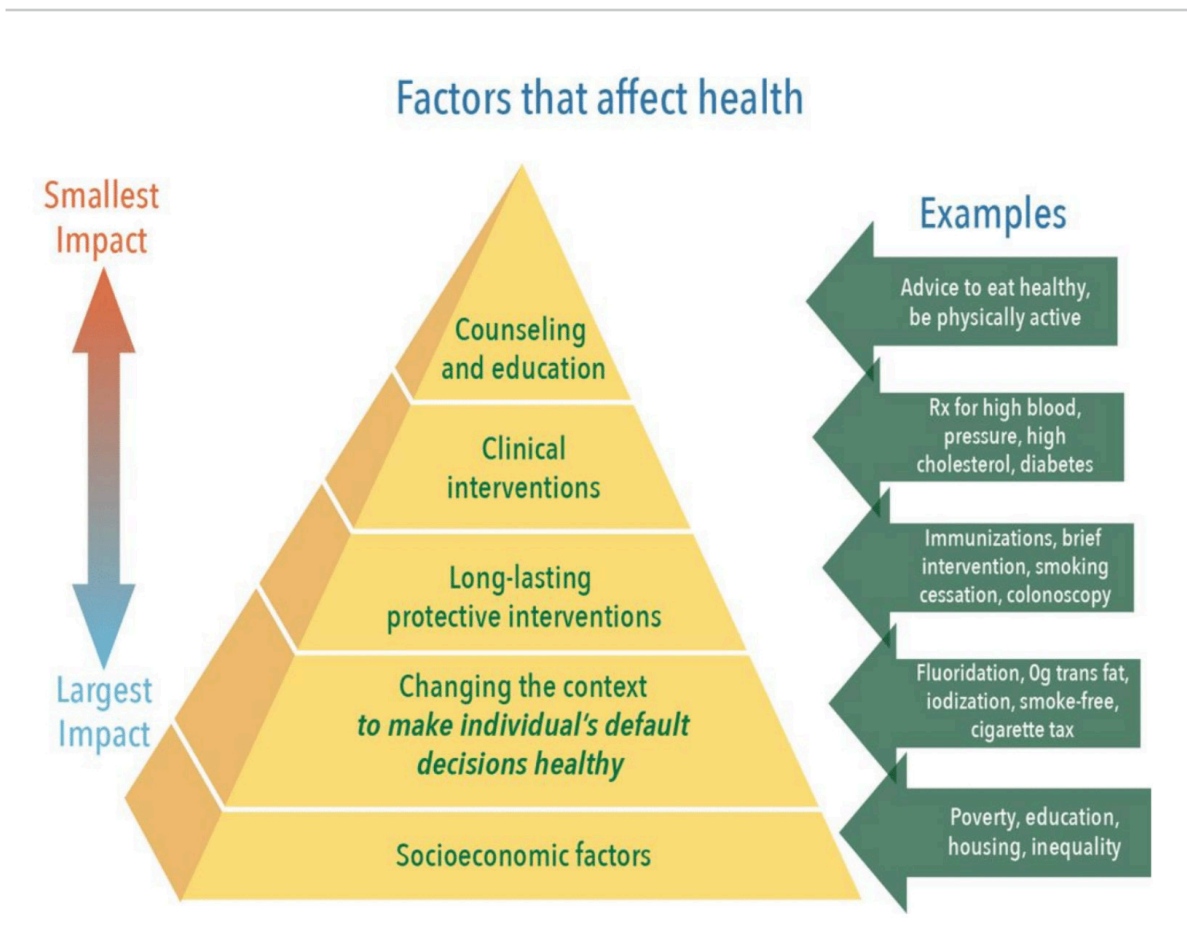 Factors that affect health
Smallest
Impact
Largest
Impact
Counseling
and education
Clinical
interventions
Long-lasting
protective interventions
Changing the context
to make individual's default
decisions healthy
Socioeconomic factors
Examples
Advice to eat healthy,
be physically active
Rx for high blood,
pressure, high
cholesterol, diabetes
Immunizations, brief
intervention, smoking
cessation, colonoscopy
Fluoridation, 0g trans fat,
iodization, smoke-free,
cigarette tax
Poverty, education,
housing, inequality